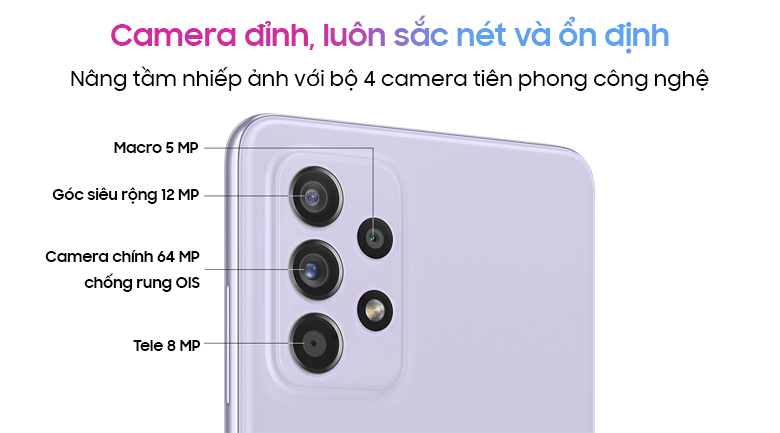 Camera đỉnh, luôn sắc nét và ổn định
Nâng tầm nhiếp ảnh với bộ 4 camera tiên phong công nghệ
Macro 5 MP
Góc siêu rộng 12 MP
Camera chính 64 MP
chống rung OIS
Tele 8 MP